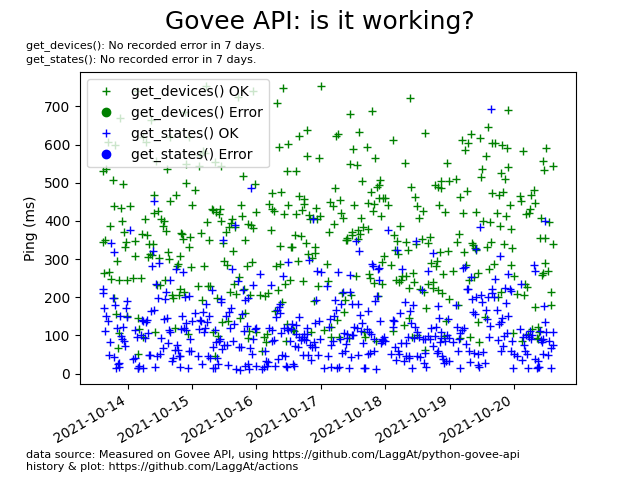 Govee API: is it working?
get_devices(): No recorded error in 7 days.
get_states(): No recorded error in 7 days.
get_devices() OK
get_devices() Error
get_states() OK
get_states() Error
Ping (ms)
700
600
500
400
300
200
100
0
2021-10-14
2021-10-15
2021-10-16
2021-10-17
2021-10-18
2021-10-19
2021-10-20
data source: Measured on Govee API, using https://github.com/LaggAt/python-govee-api
history & plot: https://github.com/LaggAt/actions